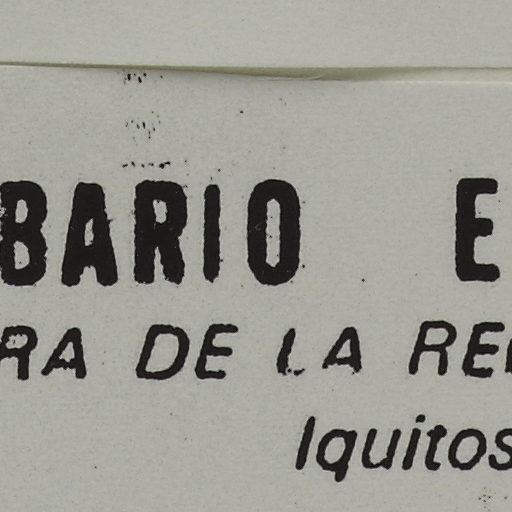 BARIO E
RA DE LA RE
Iquitos